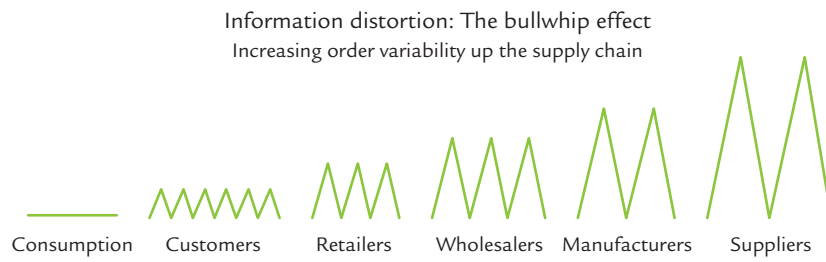 Information distortion: The bullwhip effect
Increasing order variability up the supply chain
Consumption Customers Retailers Wholesalers Manufacturers Suppliers